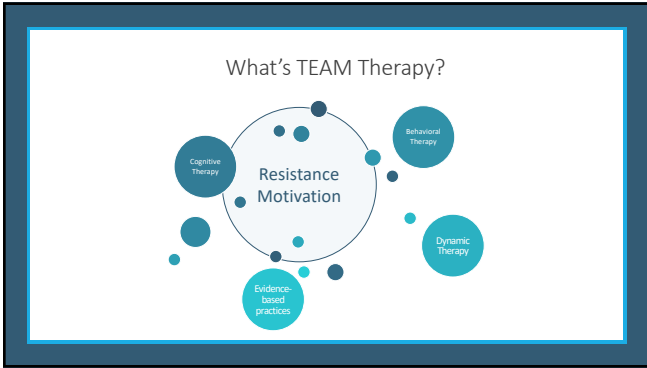 What's TEAM Therapy?
Cognitive
Therapy
Resistance
Motivation
Behavioral
Therapy
Dynamic
Therapy
Evidence-
based
practices